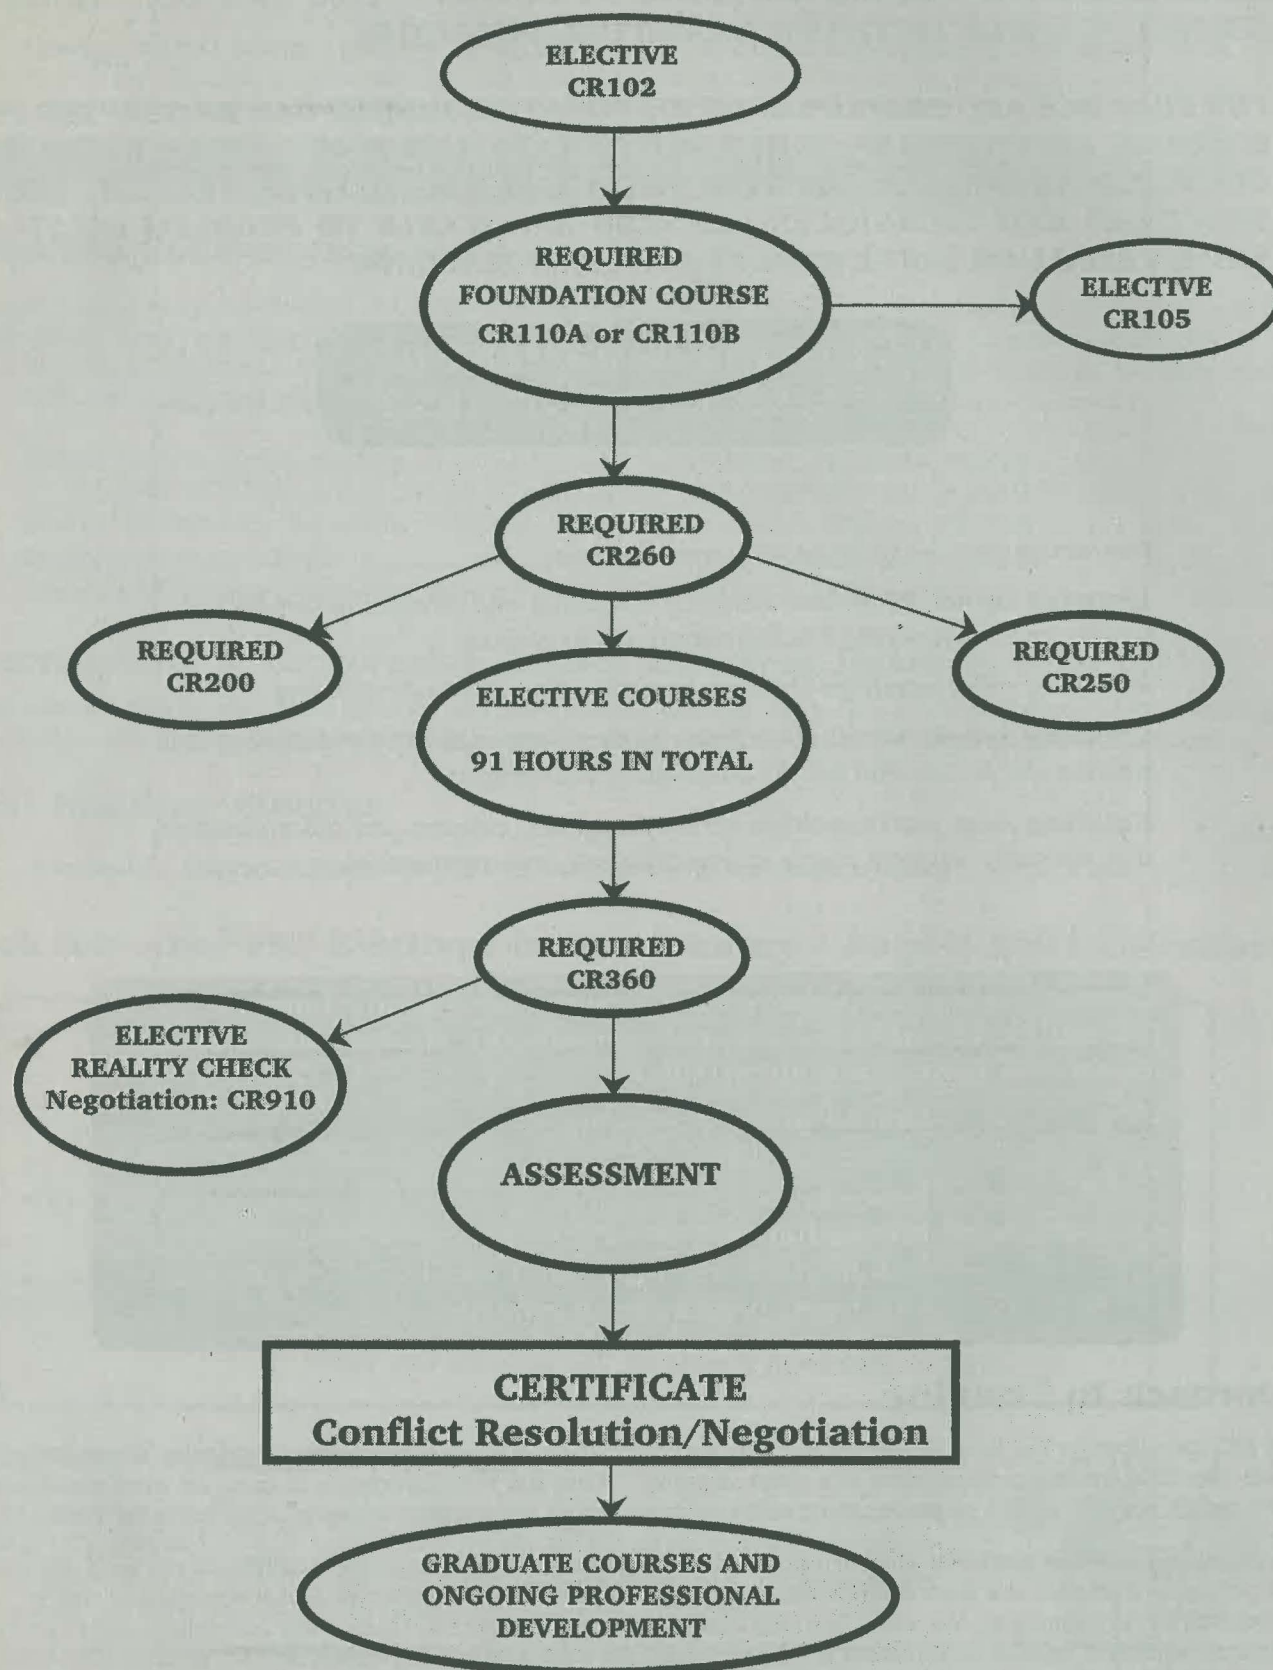 ELECTIVE
CR102
REQUIRED
FOUNDATION COURSE
CR110A or CR110B
ELECTIVE
CR105
REQUIRED
CR260
REQUIRED
CR200
ELECTIVE COURSES
91 HOURS IN TOTAL
REQUIRED
CR250
REQUIRED
CR360
ELECTIVE
REALITY CHECK
Negotiation: CR910
ASSESSMENT
CERTIFICATE
Conflict Resolution/Negotiation
GRADUATE COURSES AND
ONGOING PROFESSIONAL
DEVELOPMENT